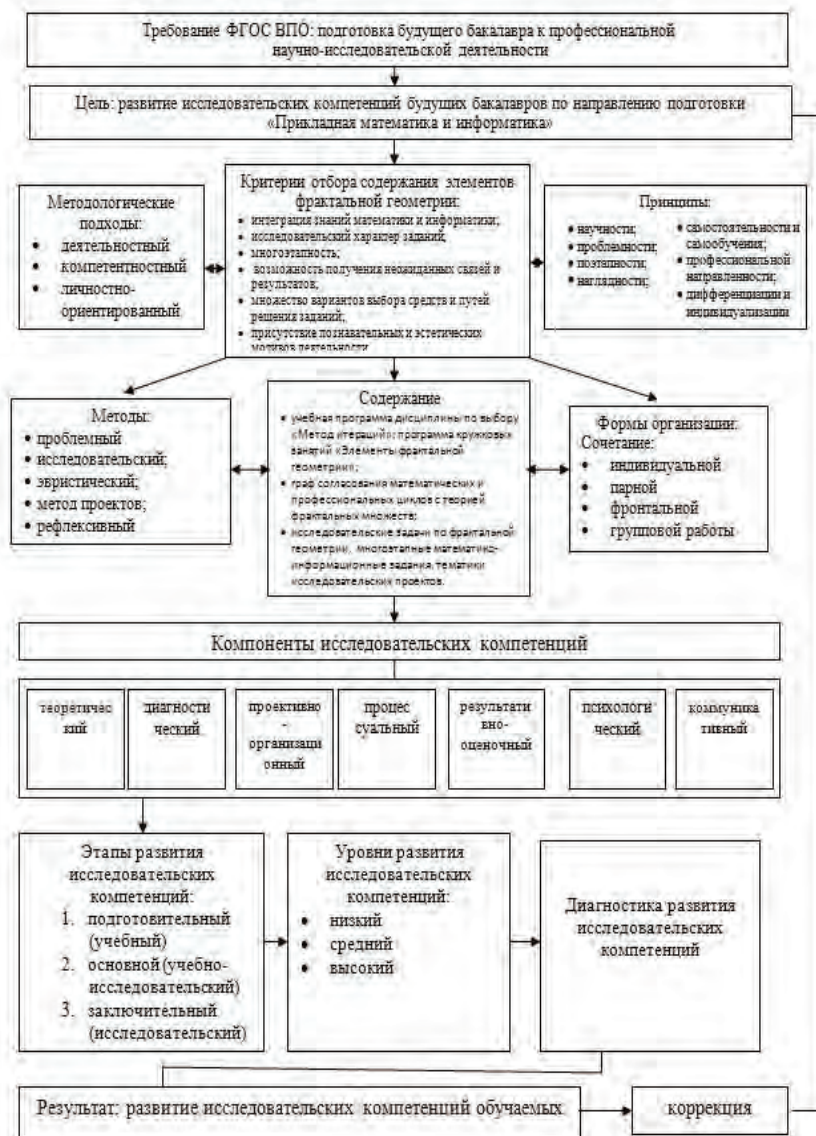 Требование ФГОС ВПО: подготовка будущего бакалавра к профессиональной
научно-исследовательской деятельности
Цель: развитие исследовательских компетенций будущих бакалавров по направлению подготовки
«Прикладная математика и информатика»
Методологические
подходы:
• деятельностный
• компетентностный
• личностно-
ориентированный
Критерии отбора содержания элементов
фрактальной геометрии:
• интеграция знаний математики и информатики;
• исследовательский характер заданий;
• многоэтапность;
• возможность получения неожиданных связей и
результатов;
• множество вариантов выбора средств и путей
решения заданий;
• присутствие познавательных и эстетических
мотивов деятельности
Принципы:
• научности;
• проблемности;
• поэтапности;
• наглядности;
• самостоятельности и
самообучения;
• профессиональной
направленности;
• дифференциации и
индивидуализации
Методы:
• проблемный
• исследовательский;
• эвристический;
• метод проектов;
• рефлексивный
Содержание
• учебная программа дисциплины по выбору
«Метод итераций»; программа кружковых
занятий «Элементы фрактальной
геометрии»;
• граф согласования математических и
профессиональных циклов с теорией
фрактальных множеств;
• исследовательские задачи по фрактальной
геометрии, многоэтапные математико-
информационные задания, тематики
исследовательских проектов.
Формы организации:
Сочетание:
• индивидуальной
• парной
• фронтальной
• групповой работы
Компоненты исследовательских компетенций
теоретичес
кий
диагности
ческий
проективно
-
организаци
онный
процес
суальный
результати
вно-
оценочный
психологи
ческий
коммуника
тивный
Этапы развития
исследовательских
компетенций:
1. подготовительный
(учебный)
2. основной (учебно-
исследовательский)
3. заключительный
(исследовательский)
Уровни развития
исследовательских
компетенций:
• низкий
• средний
• высокий
Диагностика развития
исследовательских
компетенций
Результат: развитие исследовательских компетенций обучаемых
коррекция